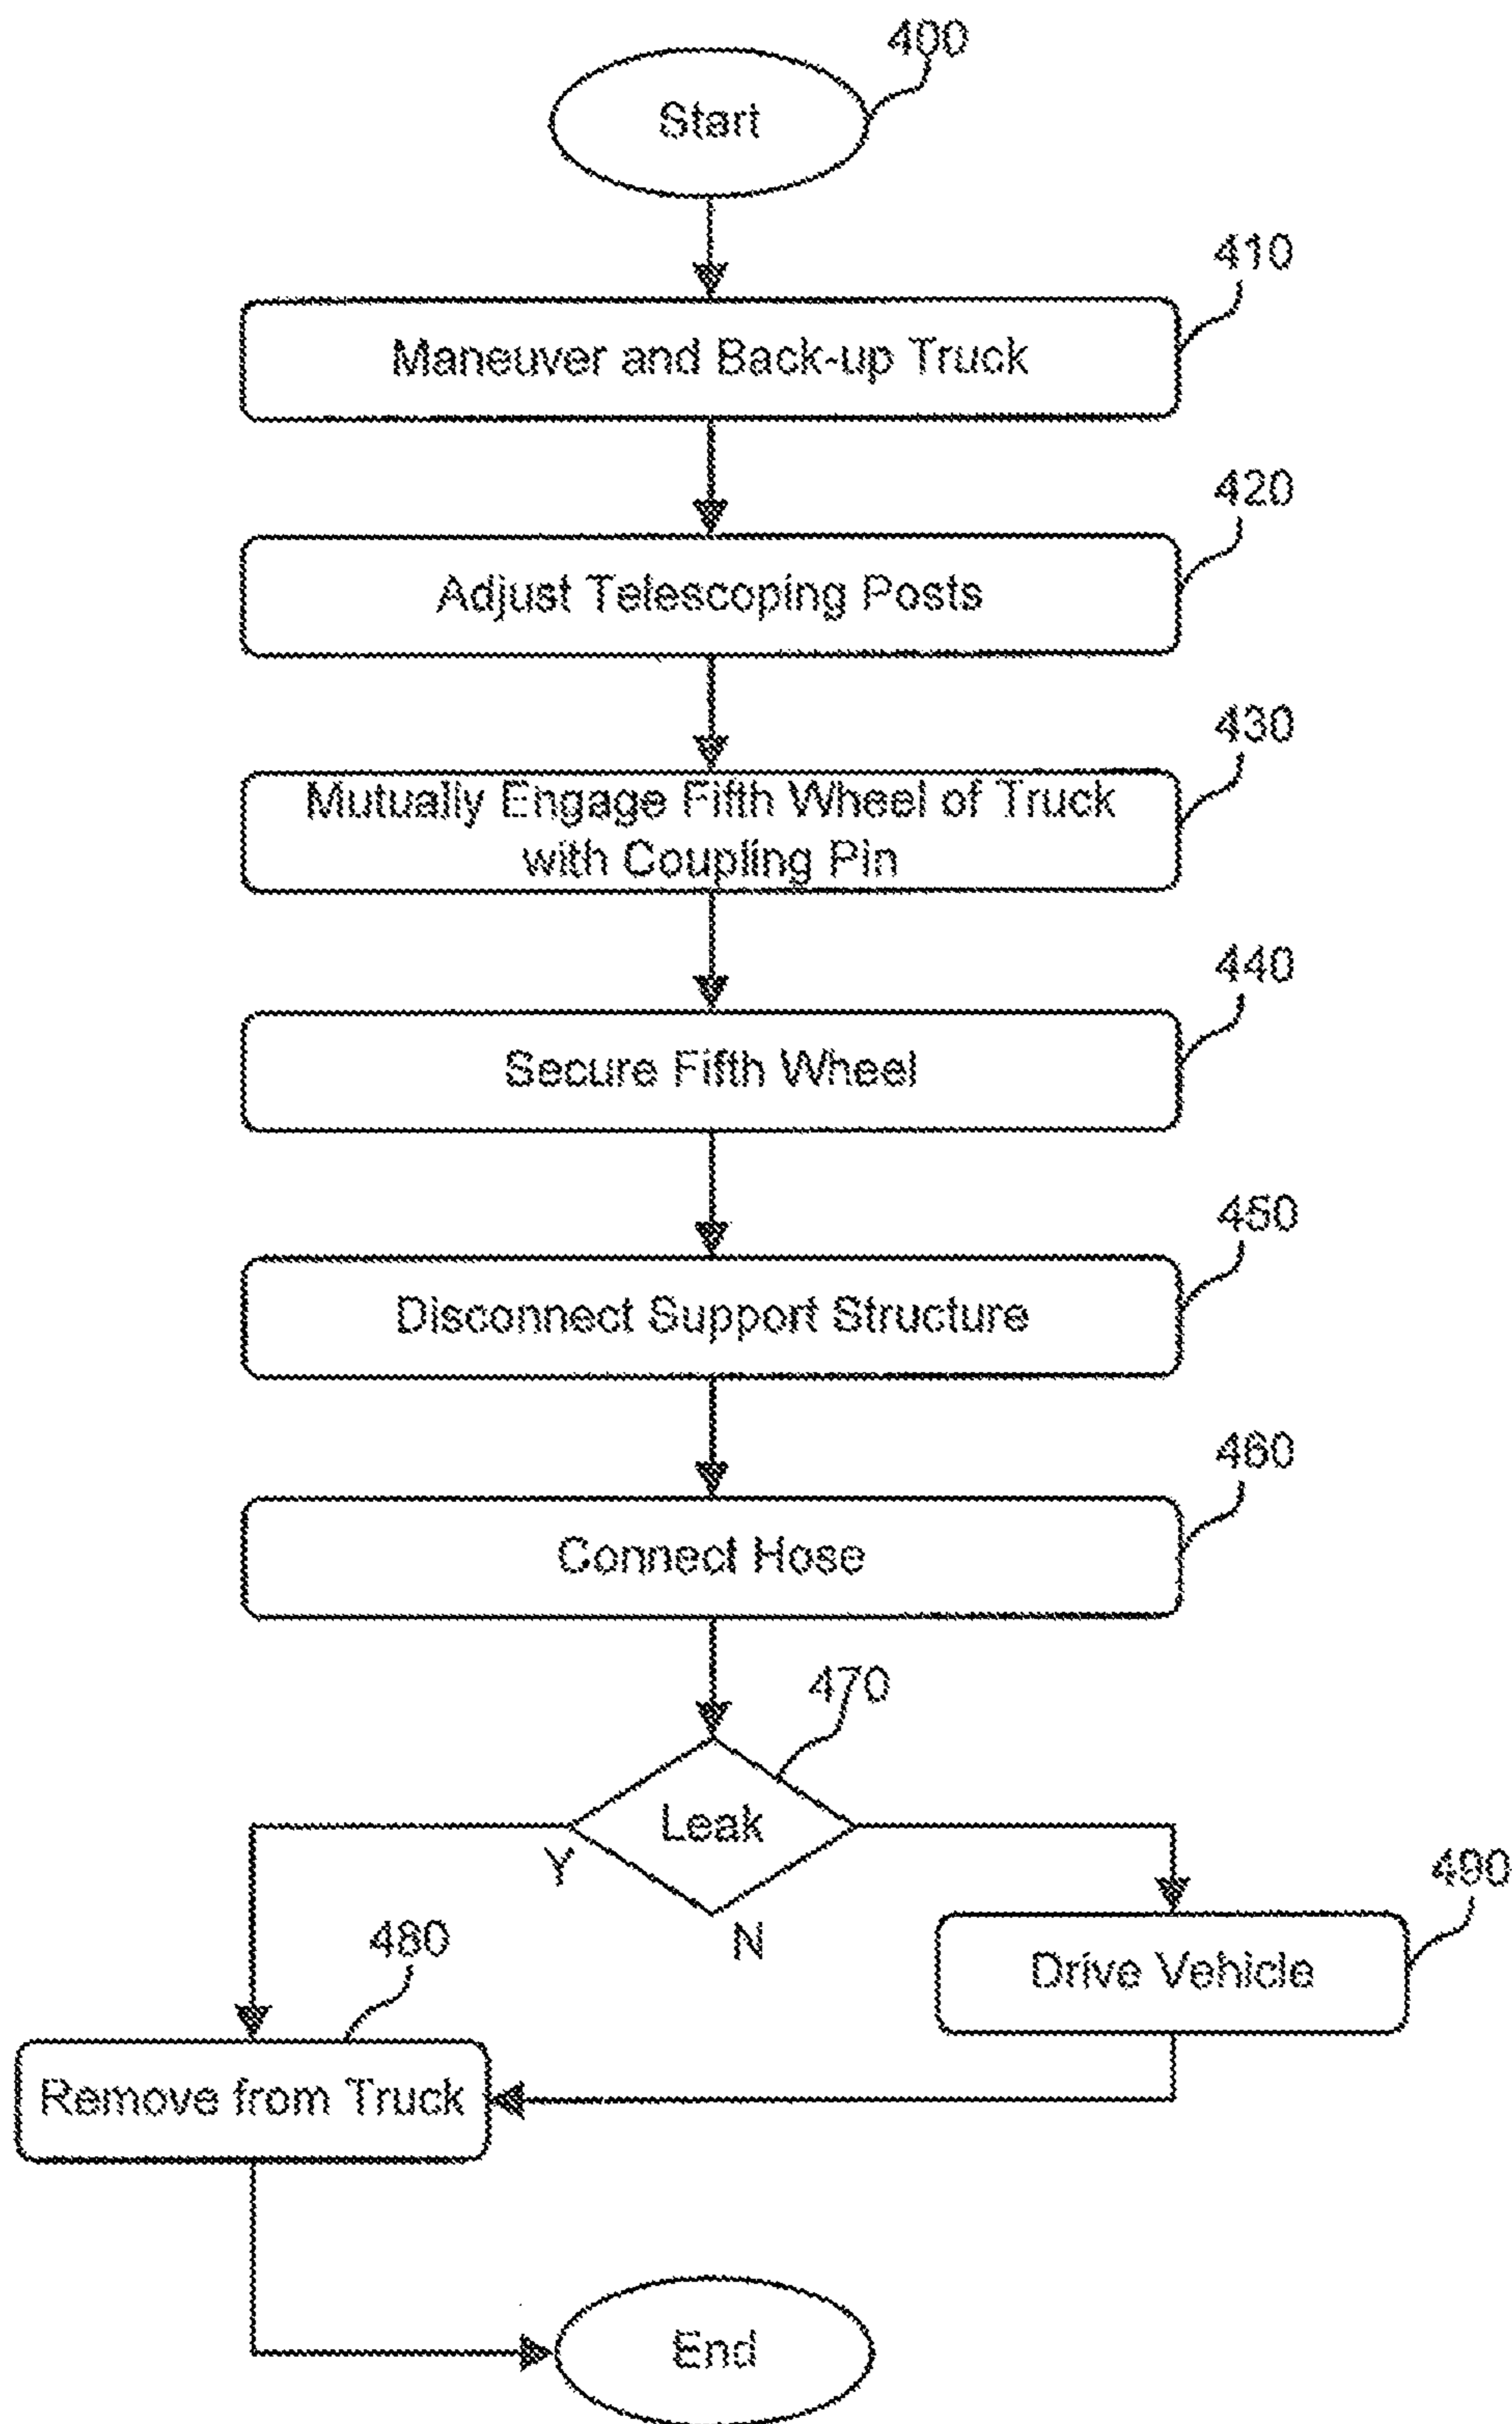 400
Start
410
Maneuver and Back-up Truck
420
Adjust Telescoping Posts
430
Mutually Engage Fifth Wheel of Truck
with Coupling Pin
440
Secure Fifth Wheel
450
Disconnect Support Structure
460
Connect Hose
470
Leak
Y
N
490
Drive Vehicle
480
Remove from Truck
End